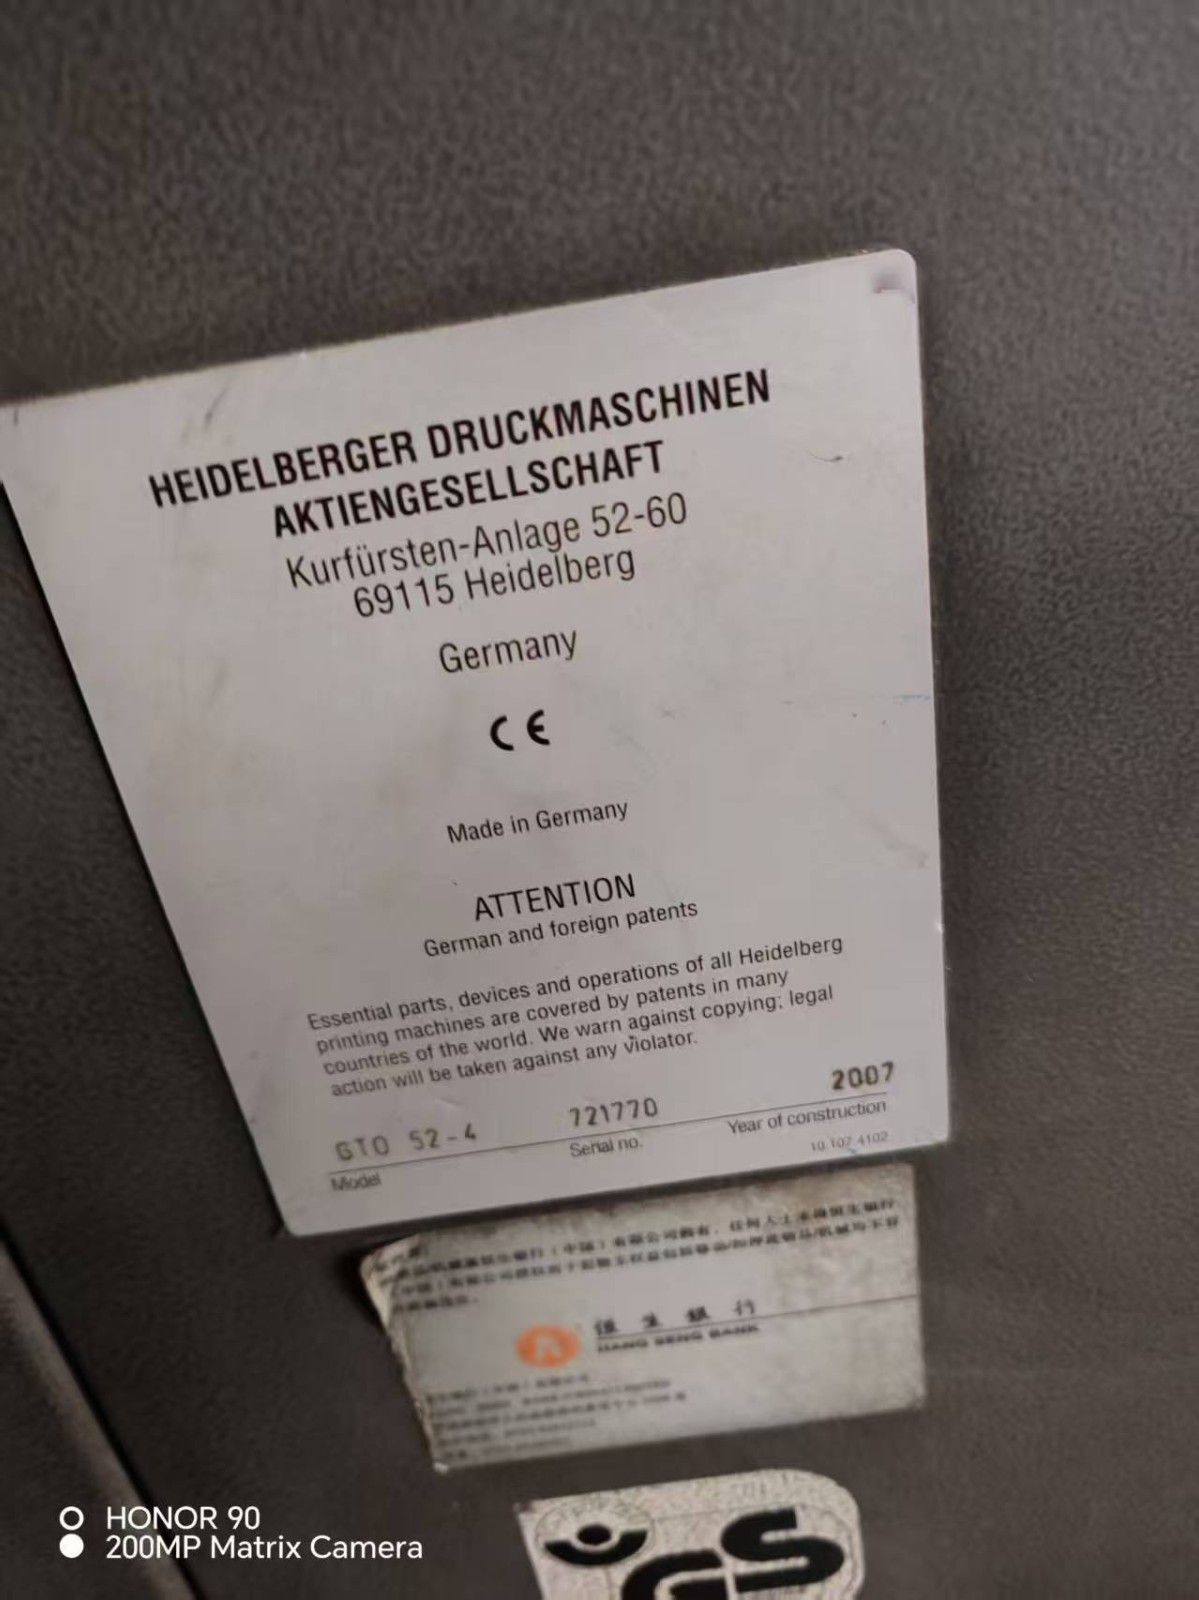 HEIDELBERGER DRUCKMASCHINEN
AKTIENGESELLSCHAFT
Kurfürsten-Anlage 52-60
69115 Heidelberg
Germany
CE
Made in Germany
ATTENTION
German and foreign patents
Essential parts, devices and operations of all Heidelberg
printing machines are covered by patents in many
countries of the world. We warn against copying; legal
action will be taken against any violator.
GTO 52-4 721770 2007
Model Serial no. Year of construction
10.107.4102
恒生銀行
HANG SENG BANK
GS
HONOR 90
200MP Matrix Camera